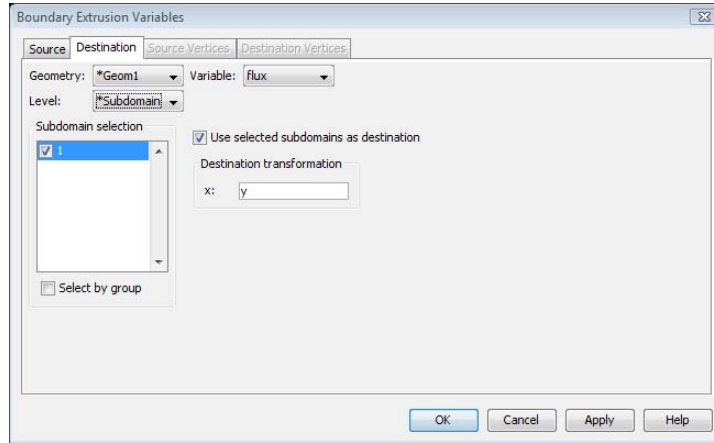 Boundary Extrusion Variables
Source Destination Source Vertices Destination Vertices
Geometry: *Geom1 Variable: flux
Level: *Subdomain
Subdomain selection
Use selected subdomains as destination
1
Destination transformation
x: y
Select by group
OK Cancel Apply Help